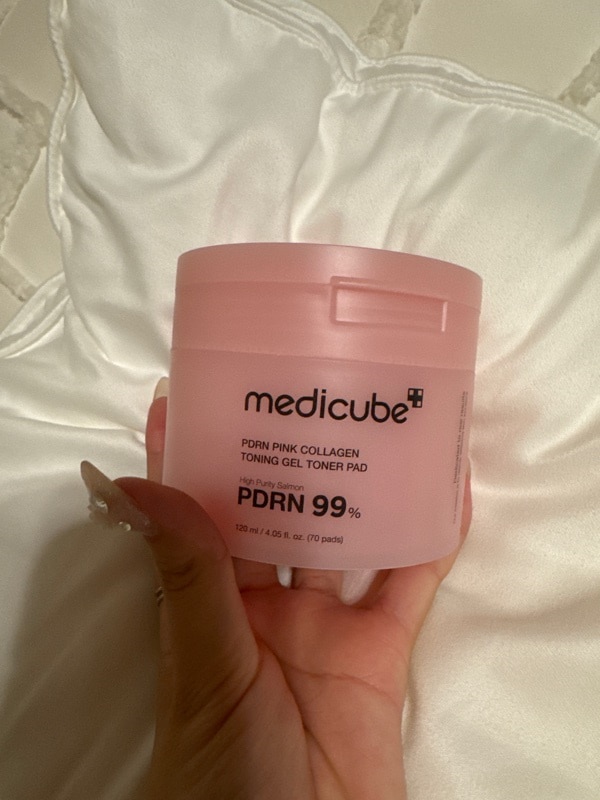 medicube
PDRN PINK COLLAGEN
TONING GEL TONER PAD
High Purity Salmon
PDRN 99%
120 ml / 4.05 fl. oz. (70 pads)